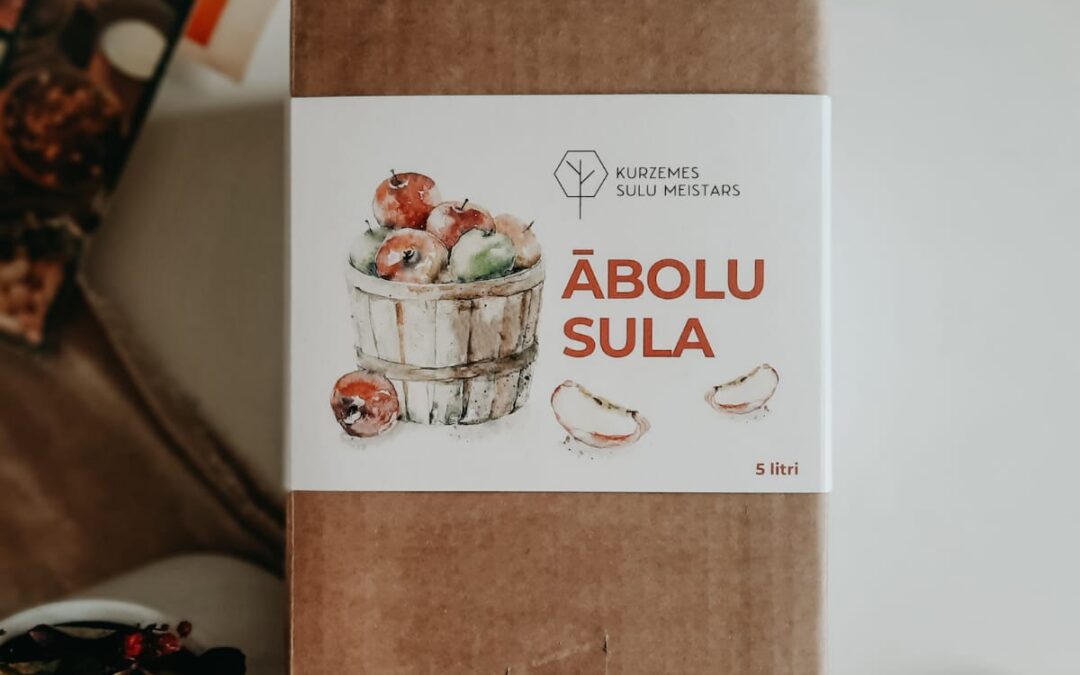 KURZEMES
SULU MEISTARS
ĀBOLU
SULA
5 litri